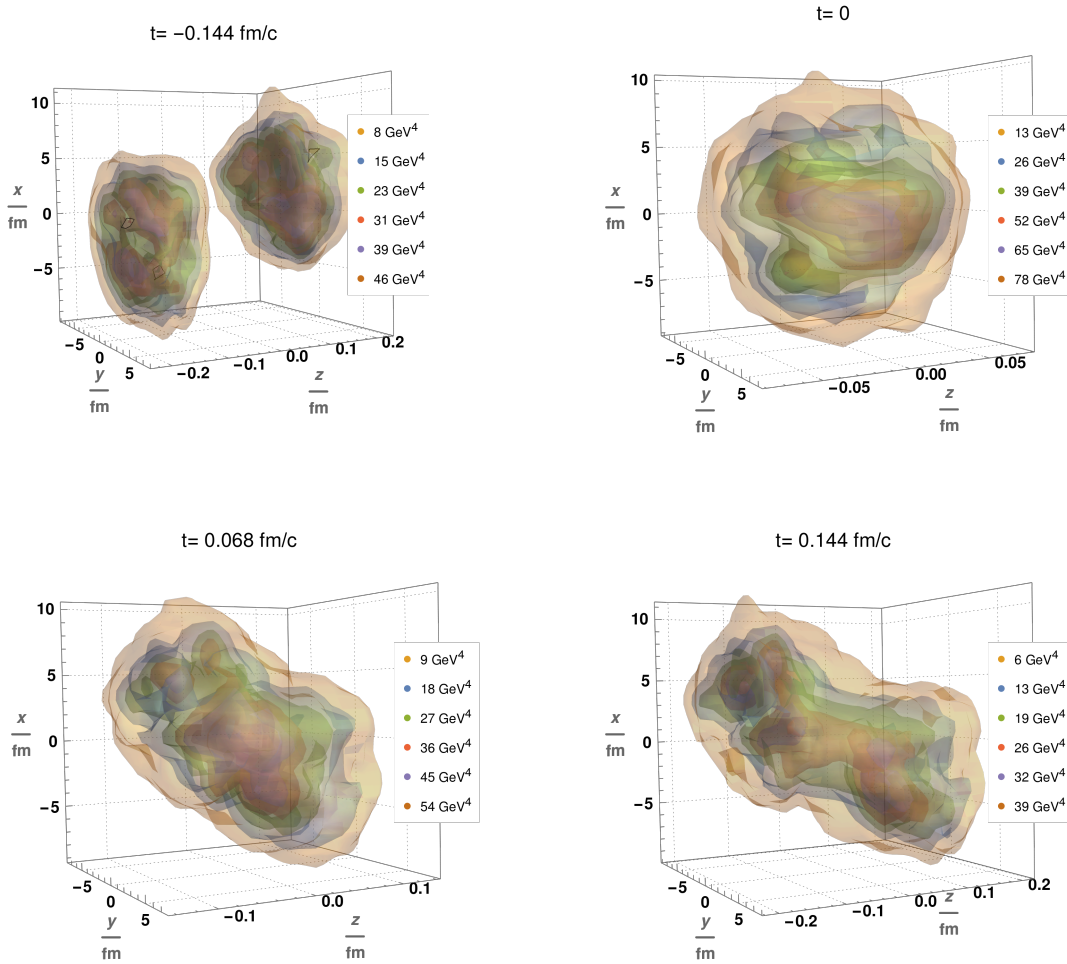 t= −0.144 fm/c
10
5
0
−5
x
fm
−5
0
5
y
fm
−0.2
−0.1
0.0
0.1
0.2
z
fm
8 GeV⁴
15 GeV⁴
23 GeV⁴
31 GeV⁴
39 GeV⁴
46 GeV⁴
t= 0
10
5
0
−5
x
fm
−5
0
5
y
fm
−0.05
0.00
0.05
z
fm
13 GeV⁴
26 GeV⁴
39 GeV⁴
52 GeV⁴
65 GeV⁴
78 GeV⁴
t= 0.068 fm/c
10
5
0
−5
x
fm
−5
0
5
y
fm
−0.1
0.0
0.1
z
fm
9 GeV⁴
18 GeV⁴
27 GeV⁴
36 GeV⁴
45 GeV⁴
54 GeV⁴
t= 0.144 fm/c
10
5
0
−5
x
fm
−5
0
5
y
fm
−0.2
−0.1
0.0
0.1
0.2
z
fm
6 GeV⁴
13 GeV⁴
19 GeV⁴
26 GeV⁴
32 GeV⁴
39 GeV⁴